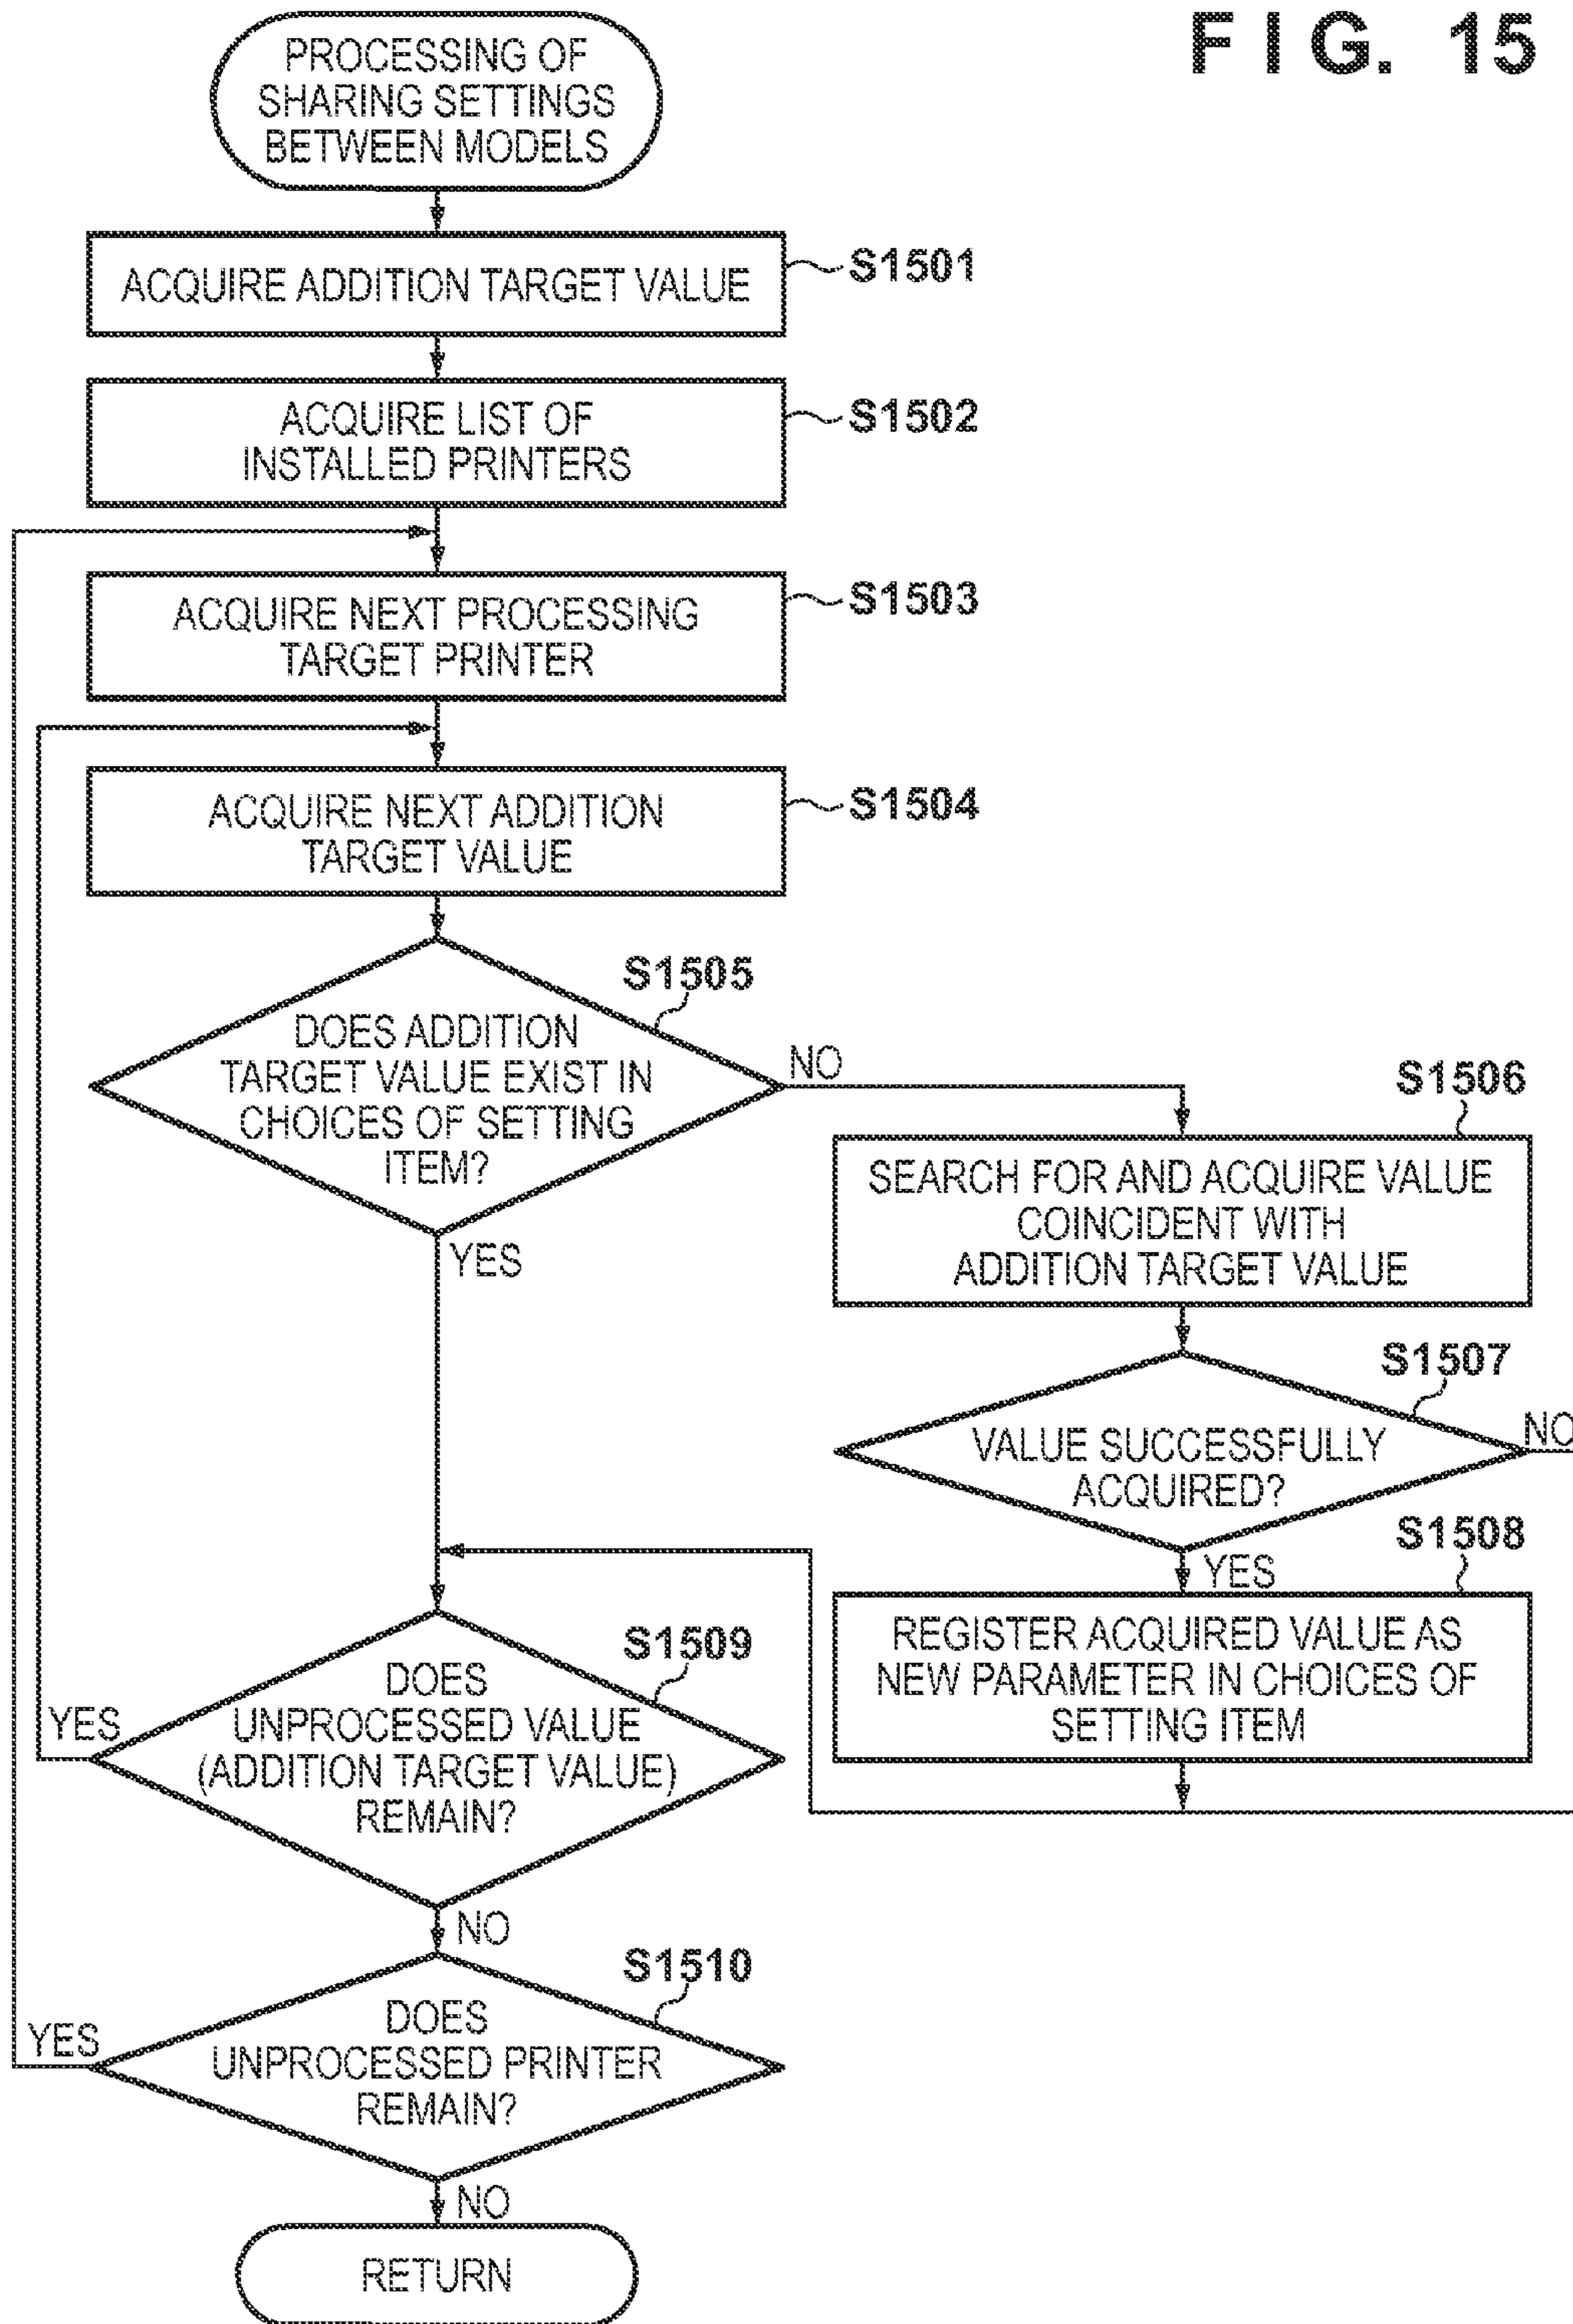 FIG. 15
PROCESSING OF
SHARING SETTINGS
BETWEEN MODELS
ACQUIRE ADDITION TARGET VALUE
S1501
ACQUIRE LIST OF
INSTALLED PRINTERS
S1502
ACQUIRE NEXT PROCESSING
TARGET PRINTER
S1503
ACQUIRE NEXT ADDITION
TARGET VALUE
S1504
S1505
DOES ADDITION
TARGET VALUE EXIST IN
CHOICES OF SETTING
ITEM?
NO
YES
S1506
SEARCH FOR AND ACQUIRE VALUE
COINCIDENT WITH
ADDITION TARGET VALUE
S1507
VALUE SUCCESSFULLY
ACQUIRED?
NO
YES
S1508
REGISTER ACQUIRED VALUE AS
NEW PARAMETER IN CHOICES OF
SETTING ITEM
S1509
DOES
UNPROCESSED VALUE
(ADDITION TARGET VALUE)
REMAIN?
YES
NO
S1510
DOES
UNPROCESSED PRINTER
REMAIN?
YES
NO
RETURN